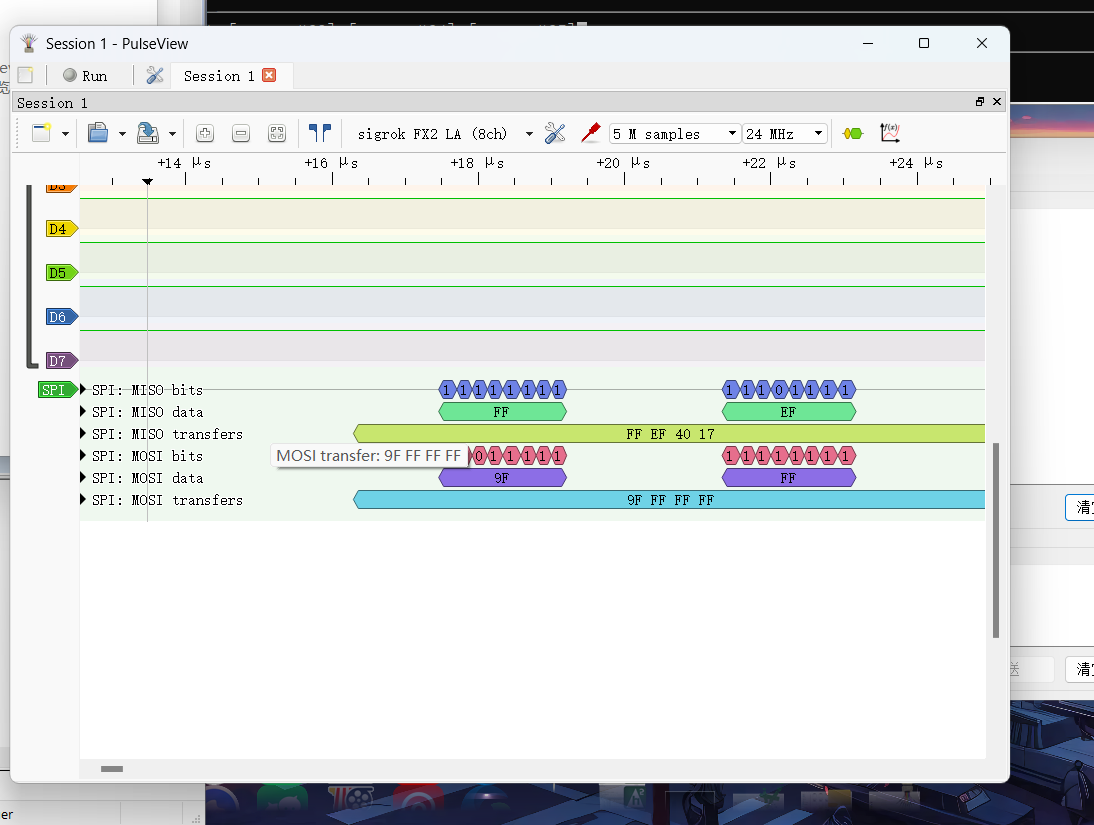 Session 1 - PulseView
Run
Session 1
Session 1
sigrok FX2 LA (8ch)
5 M samples
24 MHz
f(x)
+14 μs
+16 μs
+18 μs
+20 μs
+22 μs
+24 μs
D3
D4
D5
D6
D7
SPI
SPI: MISO bits
1 1 1 1 1 1 1 1
1 1 1 0 1 1 1 1
SPI: MISO data
FF
EF
SPI: MISO transfers
FF EF 40 17
SPI: MOSI bits
MOSI transfer: 9F FF FF FF
0 1 1 1 1 1
1 1 1 1 1 1 1 1
SPI: MOSI data
9F
FF
SPI: MOSI transfers
9F FF FF FF
清
送
清
er